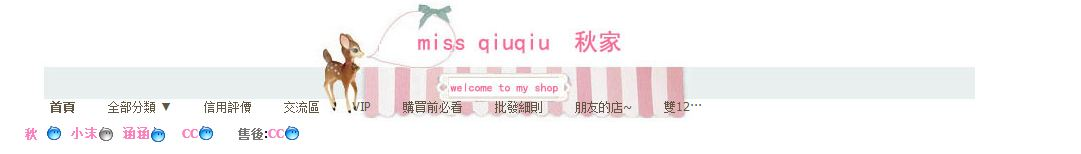 miss qiuqiu 秋家
welcome to my shop
首頁 全部分類 ▼ 信用評價 交流區 VIP 購買前必看 批發細則 朋友的店~ 雙12…
秋 小沫 涵涵 CC 售後:CC